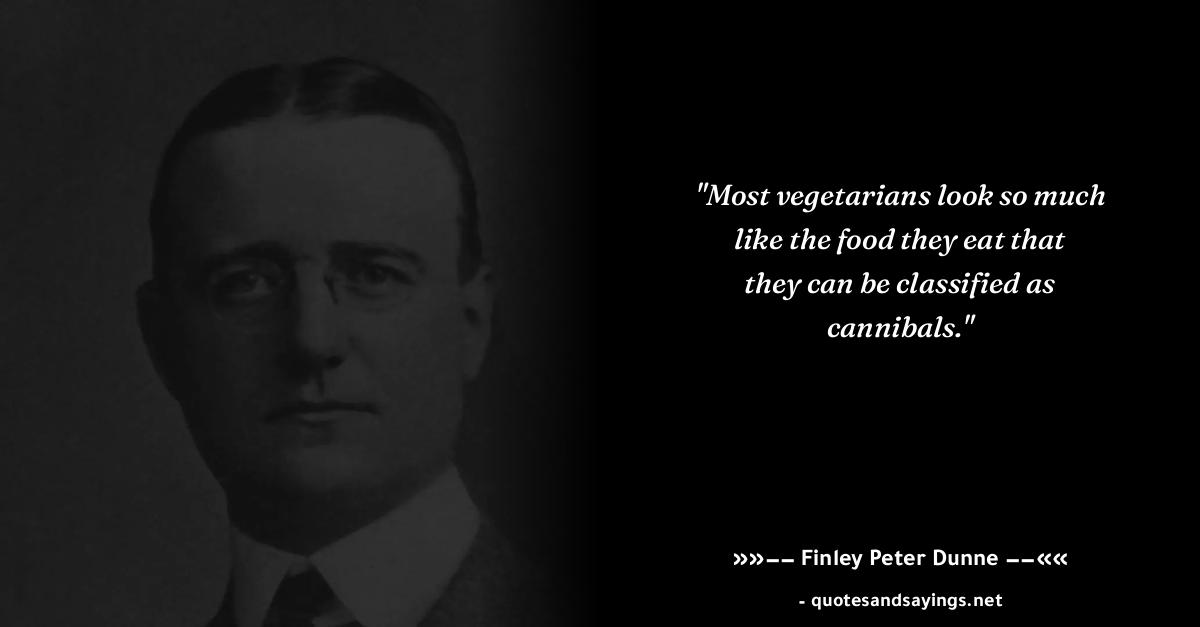 "Most vegetarians look so much
like the food they eat that
they can be classified as
cannibals."
»»—— Finley Peter Dunne ——««
- quotesandsayings.net